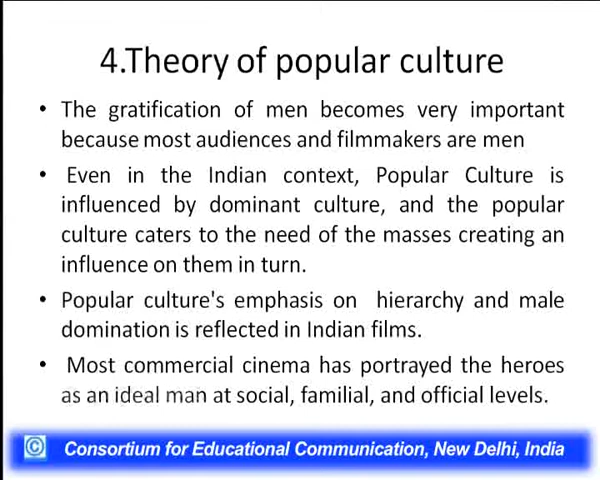 4.Theory of popular culture
• The gratification of men becomes very important
because most audiences and filmmakers are men
• Even in the Indian context, Popular Culture is
influenced by dominant culture, and the popular
culture caters to the need of the masses creating an
influence on them in turn.
• Popular culture's emphasis on hierarchy and male
domination is reflected in Indian films.
• Most commercial cinema has portrayed the heroes
as an ideal man at social, familial, and official levels.
© Consortium for Educational Communication, New Delhi, India